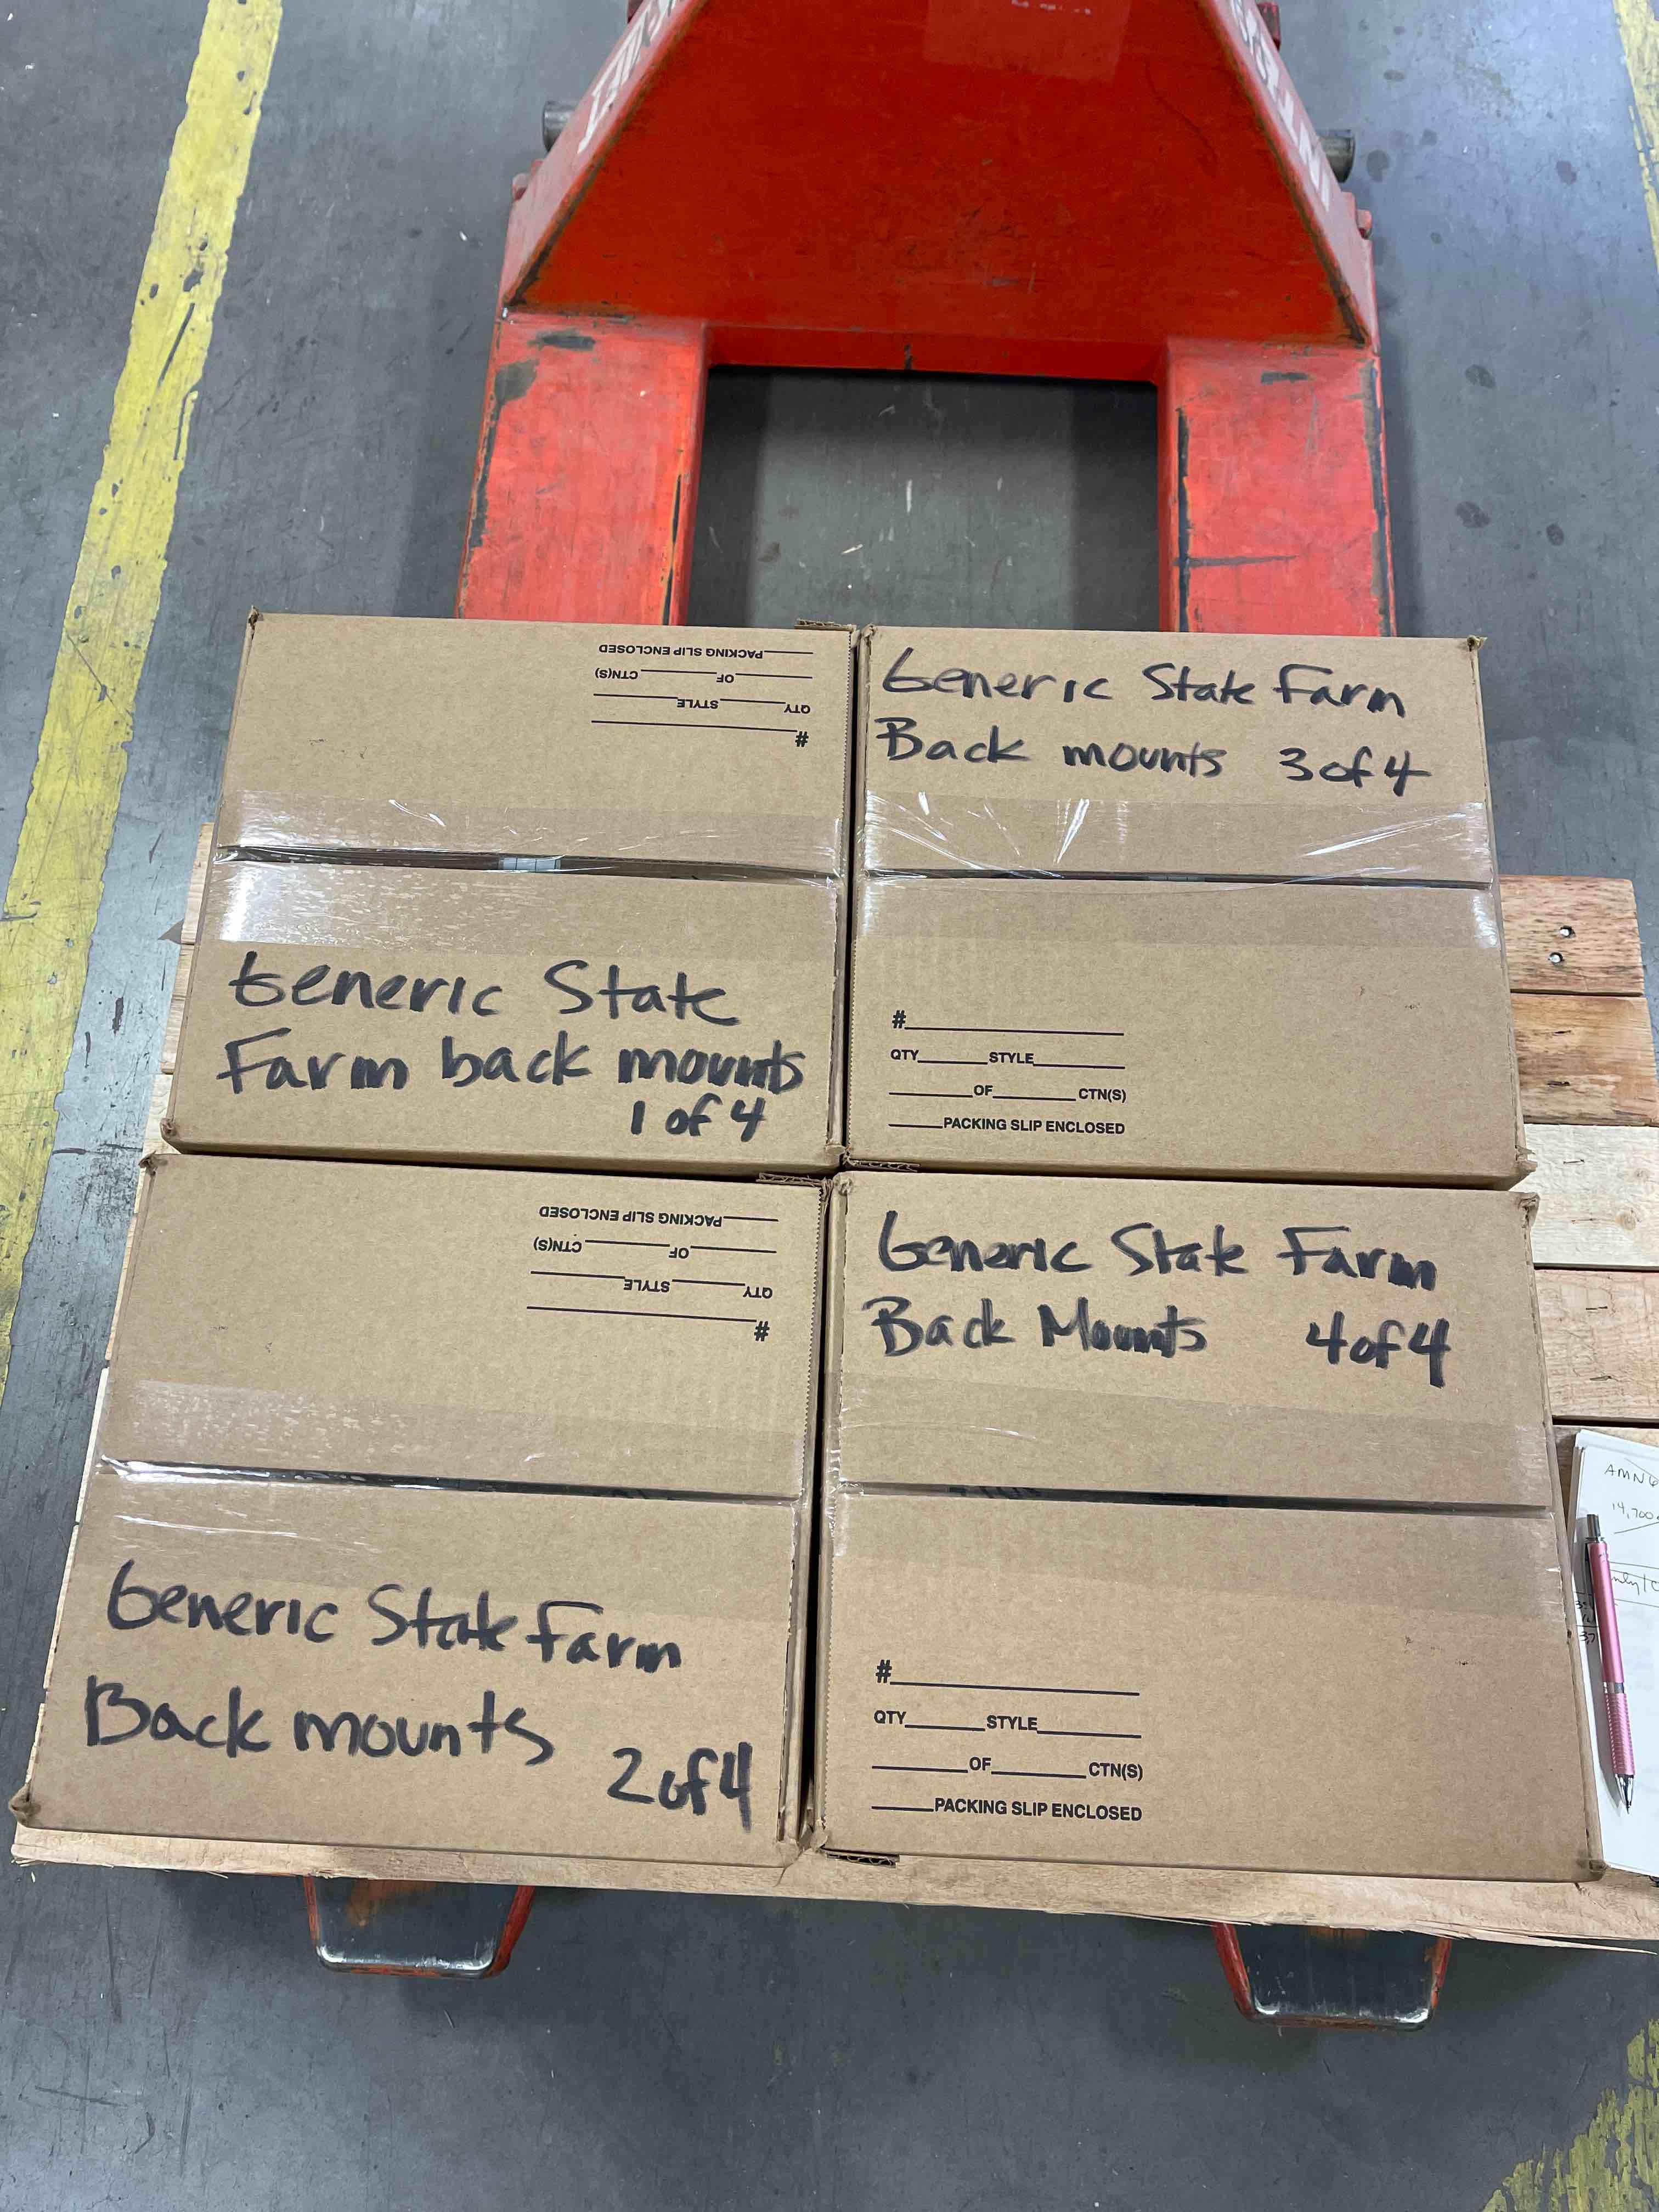 PACKING SLIP ENCLOSED
OF CTN(S)
QTY STYLE
#
Generic State
Farm back mounts
1 of 4
Generic State Farm
Back mounts 3 of 4
#
QTY STYLE
OF CTN(S)
PACKING SLIP ENCLOSED
PACKING SLIP ENCLOSED
OF CTN(S)
QTY STYLE
#
Generic State Farm
Back mounts
2 of 4
Generic State Farm
Back Mounts 4 of 4
#
QTY STYLE
OF CTN(S)
PACKING SLIP ENCLOSED
14,700